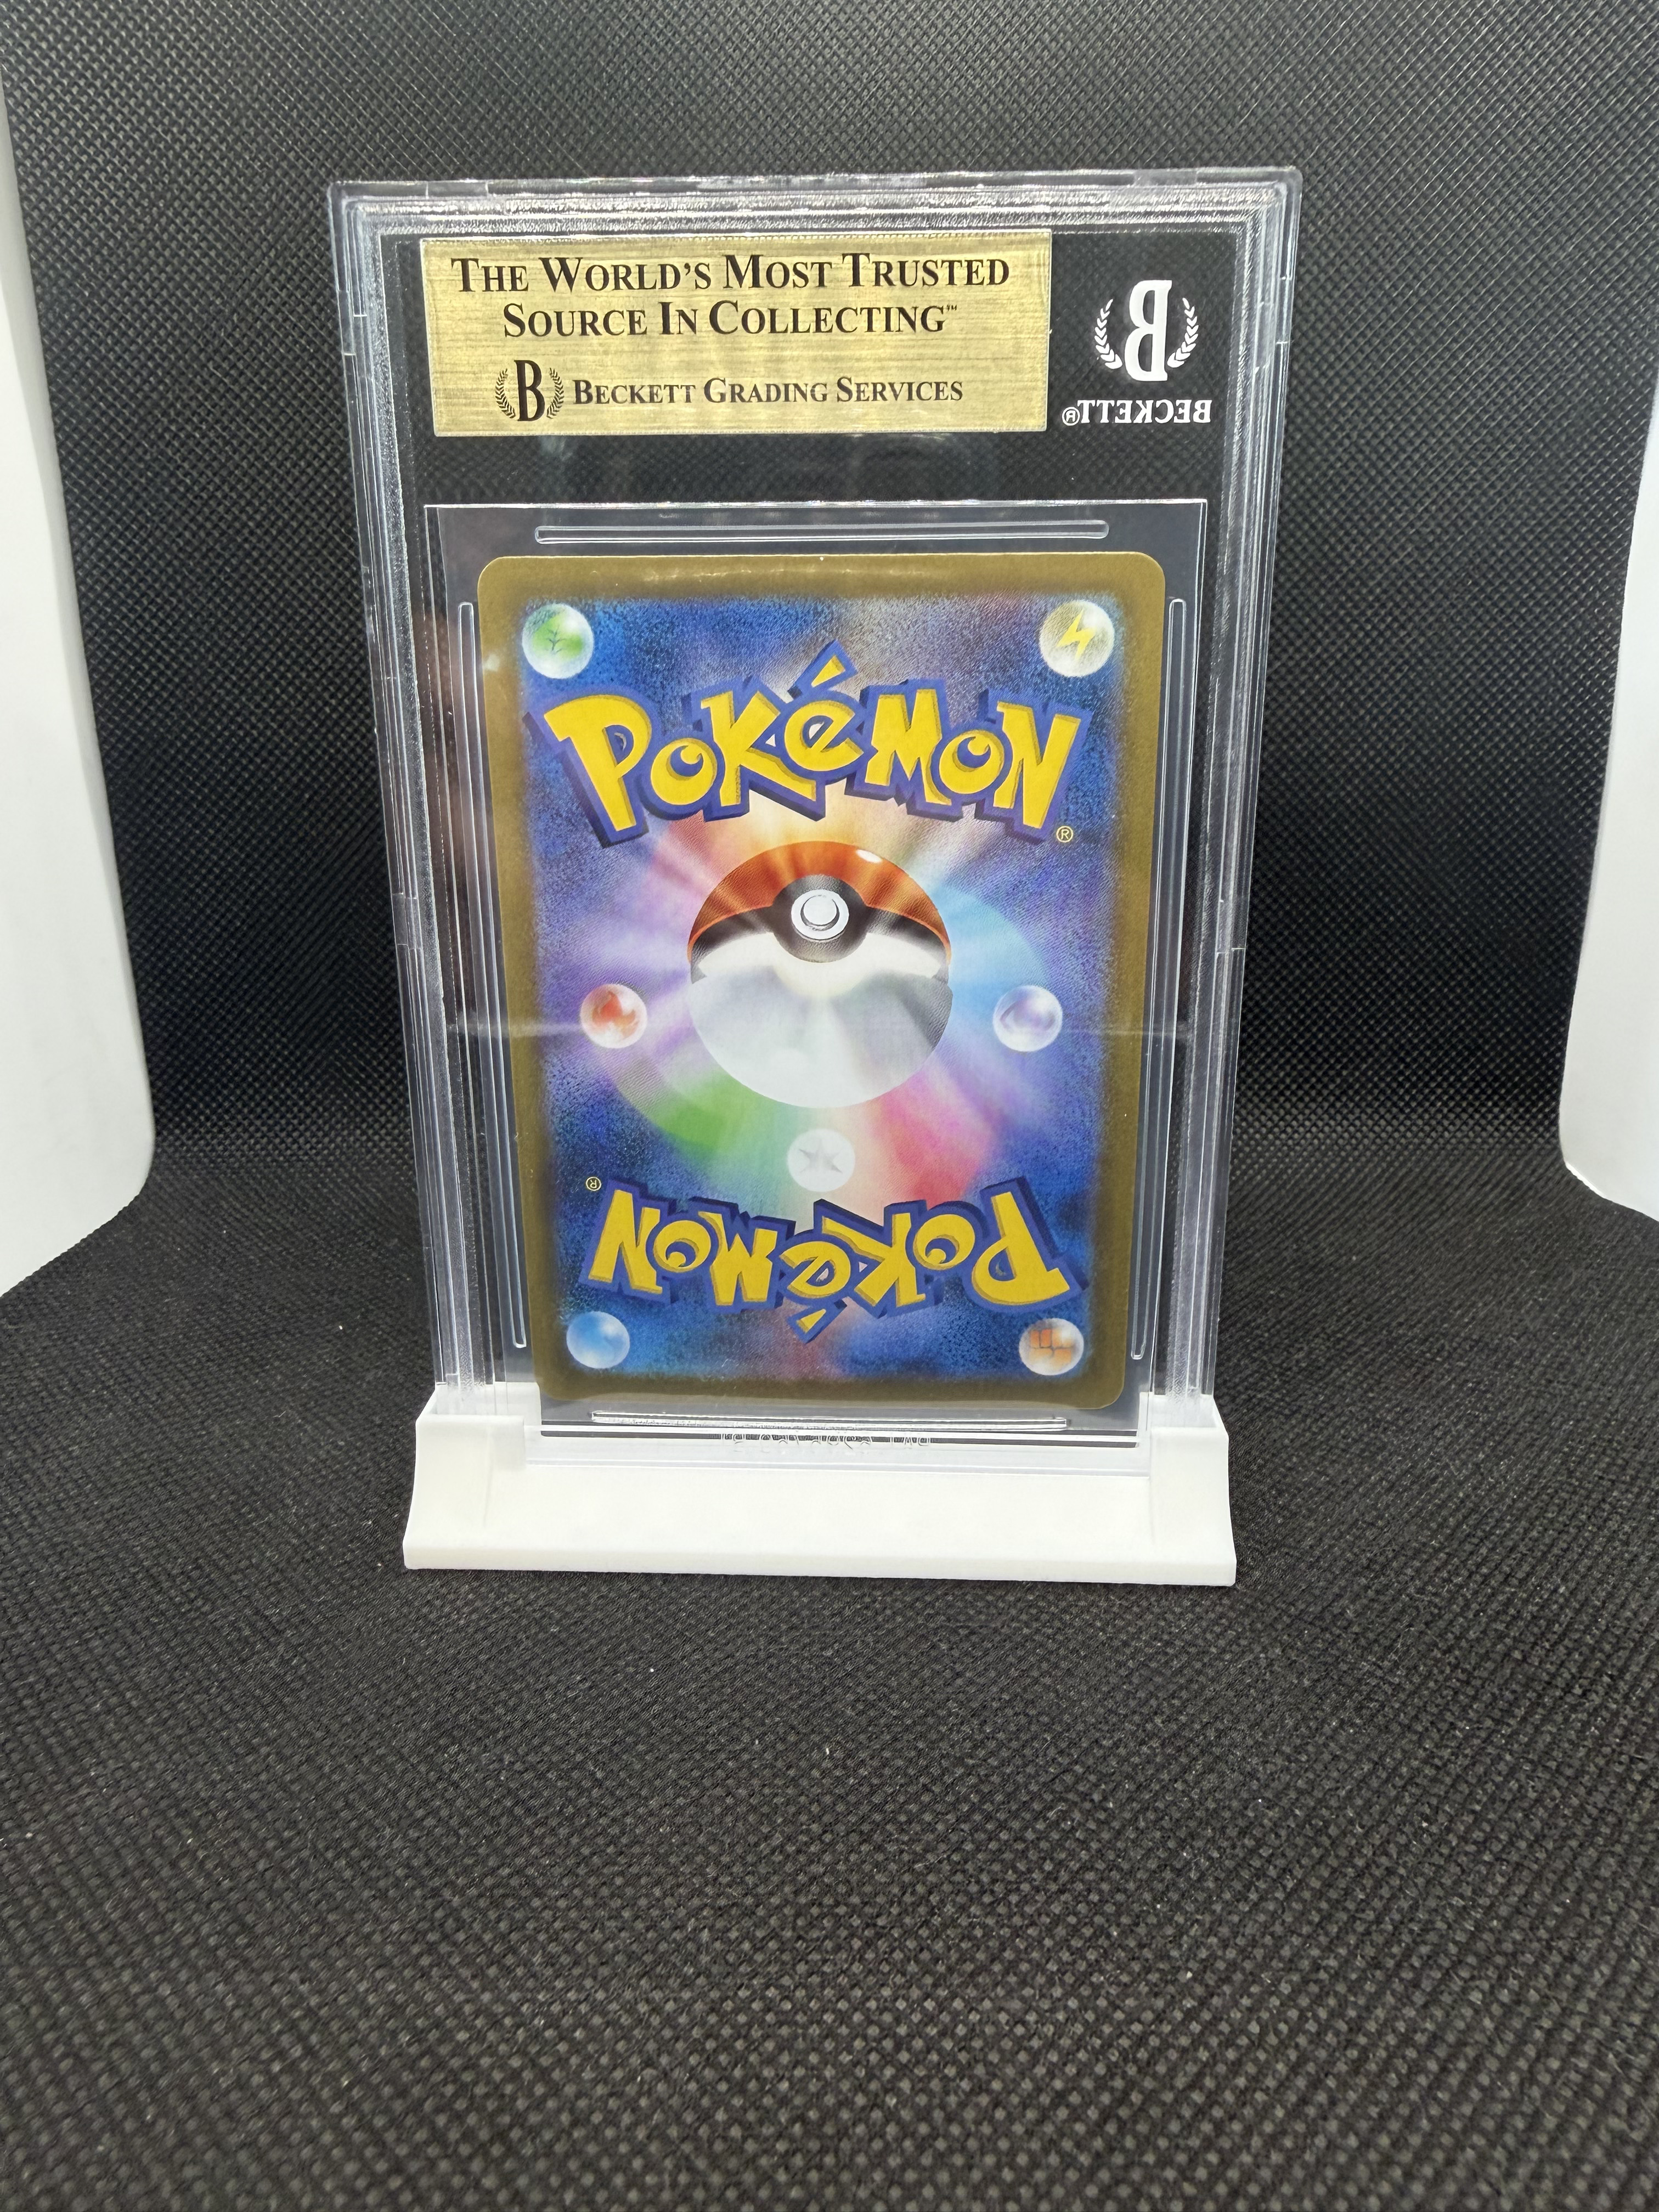 THE WORLD'S MOST TRUSTED
SOURCE IN COLLECTING™
B BECKETT GRADING SERVICES
B
BECKETT®
POKéMON®
POKéMON®